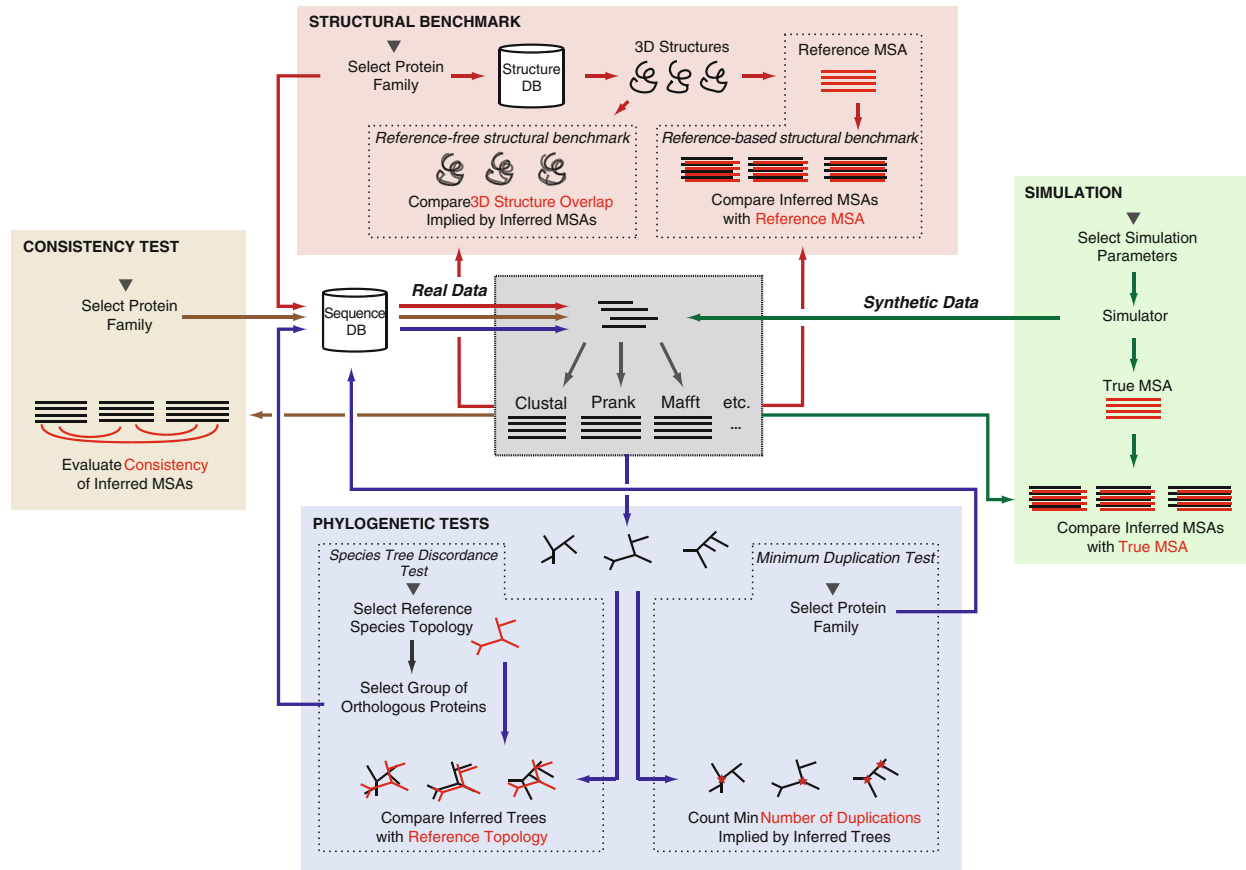 STRUCTURAL BENCHMARK
Select Protein
Family
Structure
DB
3D Structures
Reference MSA
Reference-free structural benchmark
Compare 3D Structure Overlap
Implied by Inferred MSAs
Reference-based structural benchmark
Compare Inferred MSAs
with Reference MSA
CONSISTENCY TEST
Select Protein
Family
Evaluate Consistency
of Inferred MSAs
Sequence
DB
Real Data
Synthetic Data
Clustal
Prank
Mafft
etc.
...
SIMULATION
Select Simulation
Parameters
Simulator
True MSA
Compare Inferred MSAs
with True MSA
PHYLOGENETIC TESTS
Species Tree Discordance
Test
Select Reference
Species Topology
Select Group of
Orthologous Proteins
Compare Inferred Trees
with Reference Topology
Minimum Duplication Test
Select Protein
Family
Count Min Number of Duplications
Implied by Inferred Trees